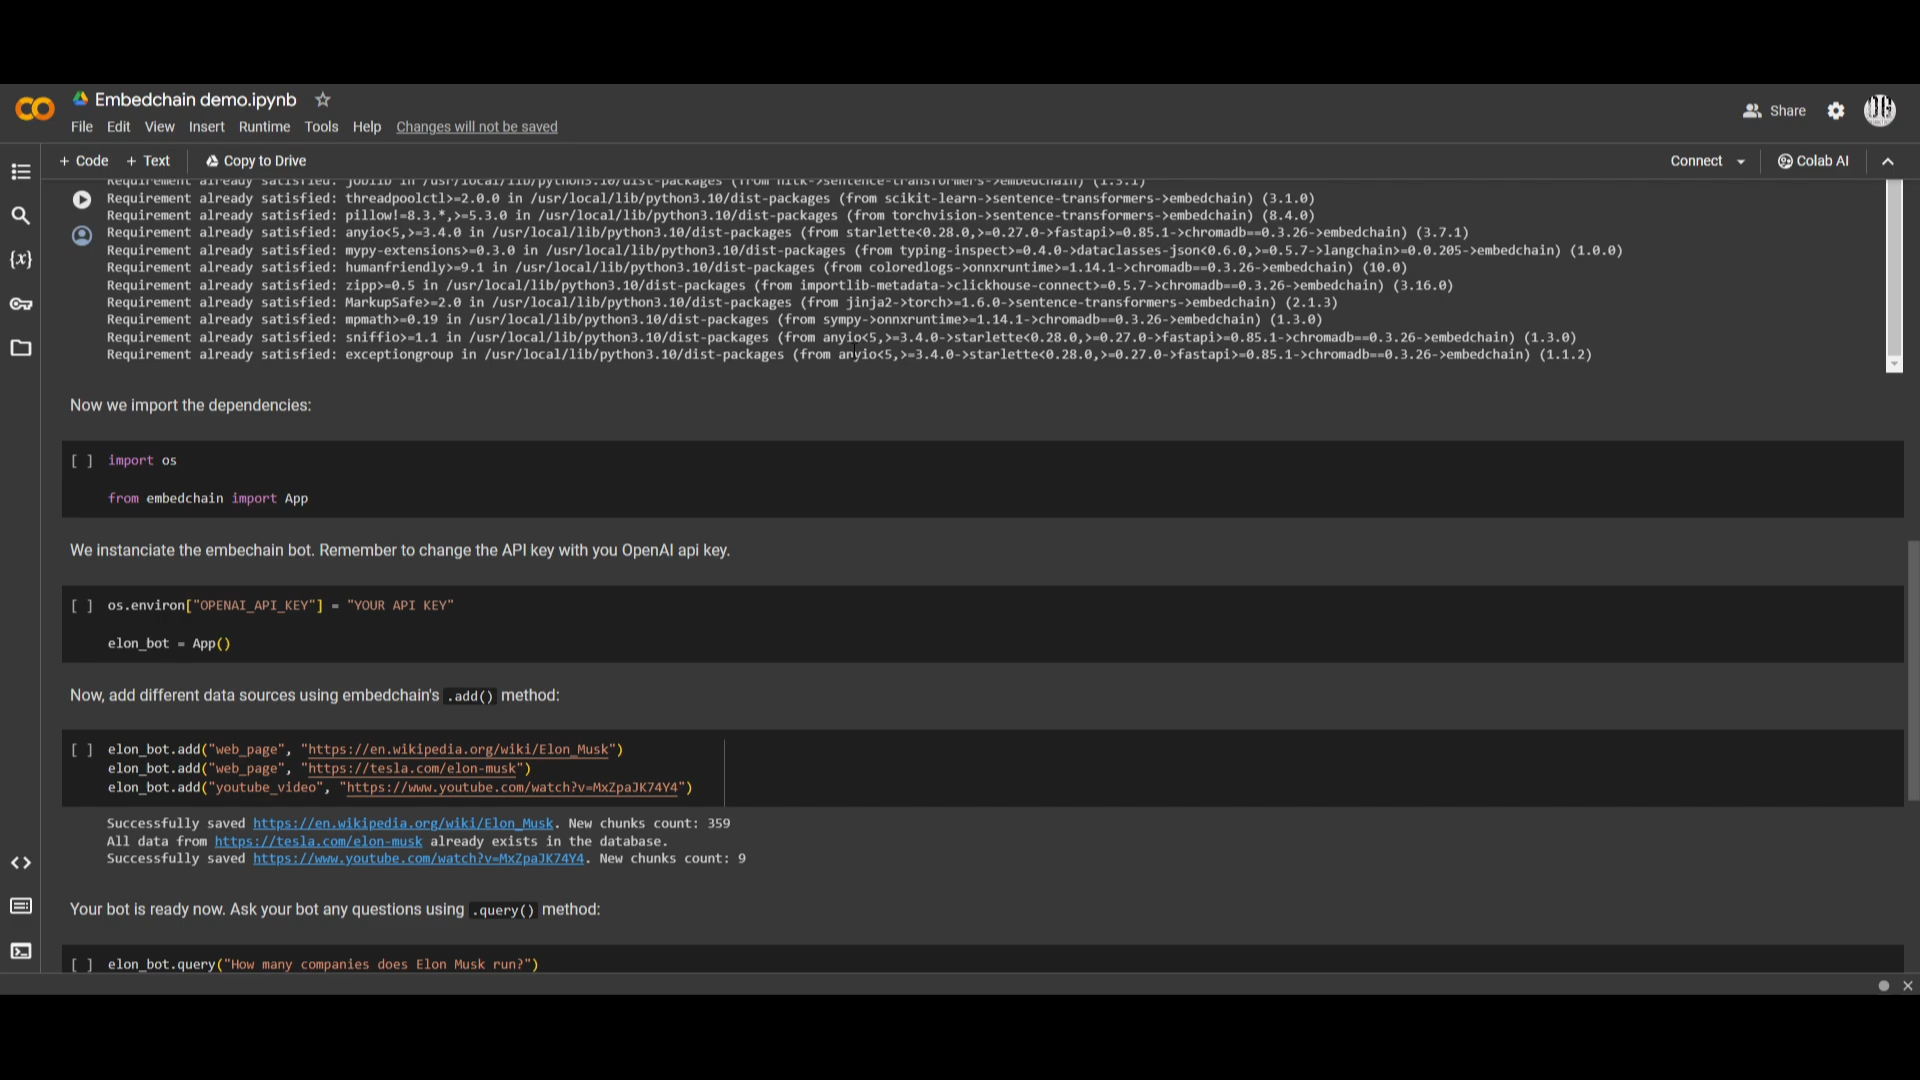 Embedchain demo.ipynb
File Edit View Insert Runtime Tools Help Changes will not be saved
Share
+ Code + Text Copy to Drive
Connect Colab AI
Requirement already satisfied: joblib in /usr/local/lib/python3.10/dist-packages (from nltk->sentence-transformers->embedchain) (1.3.1)
Requirement already satisfied: threadpoolctl>=2.0.0 in /usr/local/lib/python3.10/dist-packages (from scikit-learn->sentence-transformers->embedchain) (3.1.0)
Requirement already satisfied: pillow!=8.3.*,>=5.3.0 in /usr/local/lib/python3.10/dist-packages (from torchvision->sentence-transformers->embedchain) (8.4.0)
Requirement already satisfied: anyio<5,>=3.4.0 in /usr/local/lib/python3.10/dist-packages (from starlette<0.28.0,>=0.27.0->fastapi>=0.85.1->chromadb==0.3.26->embedchain) (3.7.1)
Requirement already satisfied: mypy-extensions>=0.3.0 in /usr/local/lib/python3.10/dist-packages (from typing-inspect>=0.4.0->dataclasses-json<0.6.0,>=0.5.7->langchain>=0.0.205->embedchain) (1.0.0)
Requirement already satisfied: humanfriendly>=9.1 in /usr/local/lib/python3.10/dist-packages (from coloredlogs->onnxruntime>=1.14.1->chromadb==0.3.26->embedchain) (10.0)
Requirement already satisfied: zipp>=0.5 in /usr/local/lib/python3.10/dist-packages (from importlib-metadata->clickhouse-connect>=0.5.7->chromadb==0.3.26->embedchain) (3.16.0)
Requirement already satisfied: MarkupSafe>=2.0 in /usr/local/lib/python3.10/dist-packages (from jinja2->torch>=1.6.0->sentence-transformers->embedchain) (2.1.3)
Requirement already satisfied: mpmath>=0.19 in /usr/local/lib/python3.10/dist-packages (from sympy->onnxruntime>=1.14.1->chromadb==0.3.26->embedchain) (1.3.0)
Requirement already satisfied: sniffio>=1.1 in /usr/local/lib/python3.10/dist-packages (from anyio<5,>=3.4.0->starlette<0.28.0,>=0.27.0->fastapi>=0.85.1->chromadb==0.3.26->embedchain) (1.3.0)
Requirement already satisfied: exceptiongroup in /usr/local/lib/python3.10/dist-packages (from anyio<5,>=3.4.0->starlette<0.28.0,>=0.27.0->fastapi>=0.85.1->chromadb==0.3.26->embedchain) (1.1.2)
Now we import the dependencies:
[ ] import os
from embedchain import App
We instanciate the embechain bot. Remember to change the API key with you OpenAI api key.
[ ] os.environ["OPENAI_API_KEY"] = "YOUR API KEY"
elon_bot = App()
Now, add different data sources using embedchain's .add() method:
[ ] elon_bot.add("web_page", "https://en.wikipedia.org/wiki/Elon_Musk")
elon_bot.add("web_page", "https://tesla.com/elon-musk")
elon_bot.add("youtube_video", "https://www.youtube.com/watch?v=MxZpaJK74Y4")
Successfully saved https://en.wikipedia.org/wiki/Elon_Musk. New chunks count: 359
All data from https://tesla.com/elon-musk already exists in the database.
Successfully saved https://www.youtube.com/watch?v=MxZpaJK74Y4. New chunks count: 9
Your bot is ready now. Ask your bot any questions using .query() method:
[ ] elon_bot.query("How many companies does Elon Musk run?")